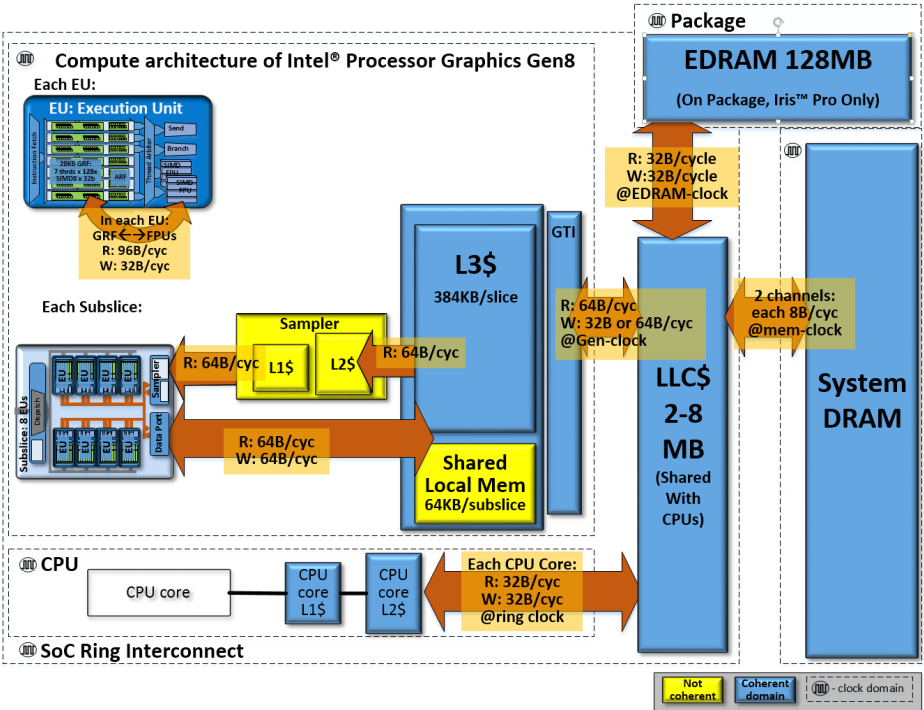 Package
EDRAM 128MB
(On Package, Iris™ Pro Only)
Compute architecture of Intel® Processor Graphics Gen8
Each EU:
EU: Execution Unit
Instruction Fetch
28KB GRF:
7 thrds x 128x
SIMD8 x 32b
ARF
Thread Arbiter
Send
Branch
SIMD
FPU
SIMD
FPU
In each EU:
GRF←→FPUs
R: 96B/cyc
W: 32B/cyc
R: 32B/cycle
W:32B/cycle
@EDRAM-clock
Each Subslice:
Subslice: 8 EUs
Dispatch
EU
EU
EU
EU
EU
EU
EU
EU
Sampler
Data Port
R: 64B/cyc
Sampler
L1$
L2$
R: 64B/cyc
R: 64B/cyc
W: 64B/cyc
L3$
384KB/slice
Shared
Local Mem
64KB/subslice
GTI
R: 64B/cyc
W: 32B or 64B/cyc
@Gen-clock
LLC$
2-8
MB
(Shared
With
CPUs)
2 channels:
each 8B/cyc
@mem-clock
System
DRAM
CPU
CPU core
CPU
core
L1$
CPU
core
L2$
Each CPU Core:
R: 32B/cyc
W: 32B/cyc
@ring clock
SoC Ring Interconnect
Not
coherent
Coherent
domain
- clock domain